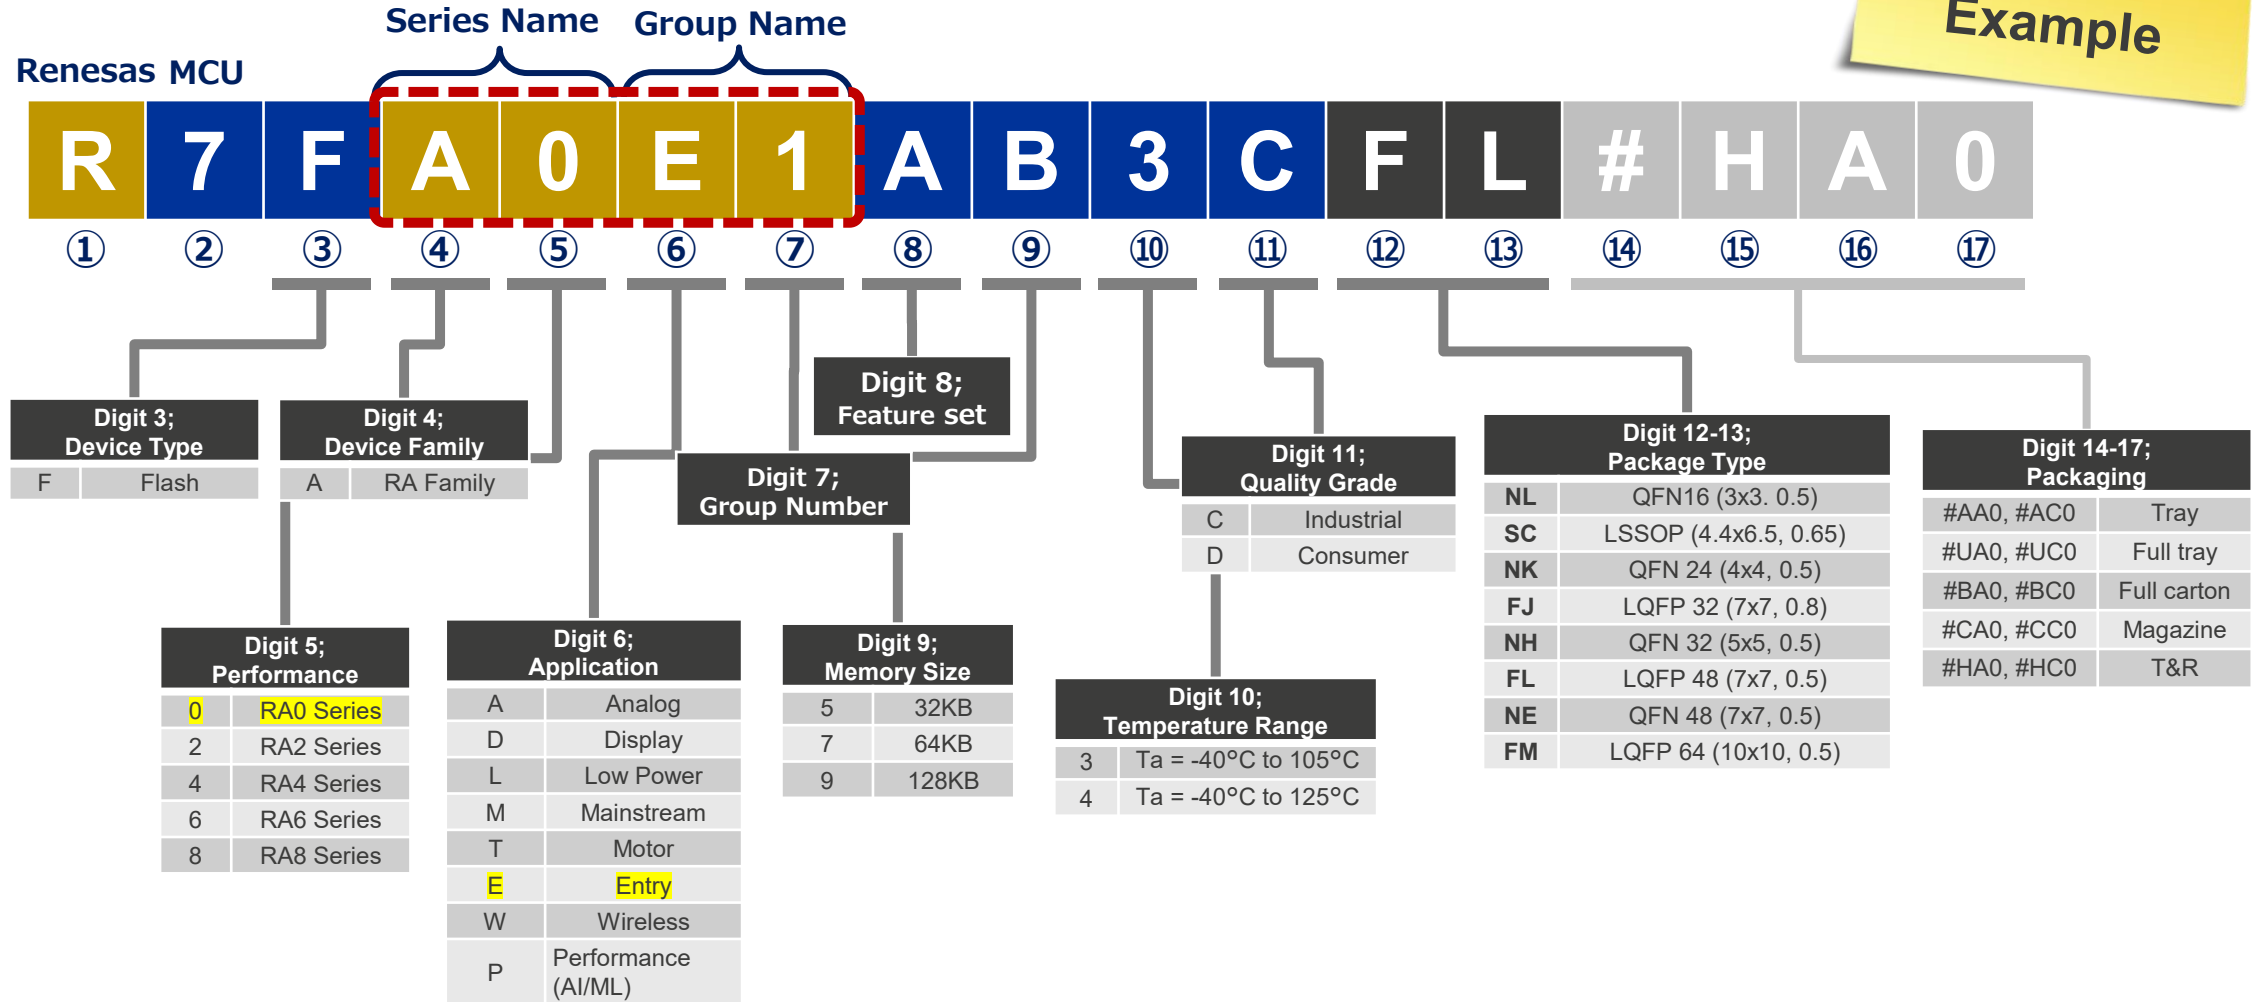 Example
Series Name Group Name
Renesas MCU
R 7 F A 0 E 1 A B 3 C F L # H A 0
① ② ③ ④ ⑤ ⑥ ⑦ ⑧ ⑨ ⑩ ⑪ ⑫ ⑬ ⑭ ⑮ ⑯ ⑰
Digit 3;
Device Type
F Flash
Digit 4;
Device Family
A RA Family
Digit 5;
Performance
0 RA0 Series
2 RA2 Series
4 RA4 Series
6 RA6 Series
8 RA8 Series
Digit 6;
Application
A Analog
D Display
L Low Power
M Mainstream
T Motor
E Entry
W Wireless
P Performance
(AI/ML)
Digit 7;
Group Number
Digit 8;
Feature set
Digit 9;
Memory Size
5 32KB
7 64KB
9 128KB
Digit 10;
Temperature Range
3 Ta = -40°C to 105°C
4 Ta = -40°C to 125°C
Digit 11;
Quality Grade
C Industrial
D Consumer
Digit 12-13;
Package Type
NL QFN16 (3x3. 0.5)
SC LSSOP (4.4x6.5, 0.65)
NK QFN 24 (4x4, 0.5)
FJ LQFP 32 (7x7, 0.8)
NH QFN 32 (5x5, 0.5)
FL LQFP 48 (7x7, 0.5)
NE QFN 48 (7x7, 0.5)
FM LQFP 64 (10x10, 0.5)
Digit 14-17;
Packaging
#AA0, #AC0 Tray
#UA0, #UC0 Full tray
#BA0, #BC0 Full carton
#CA0, #CC0 Magazine
#HA0, #HC0 T&R